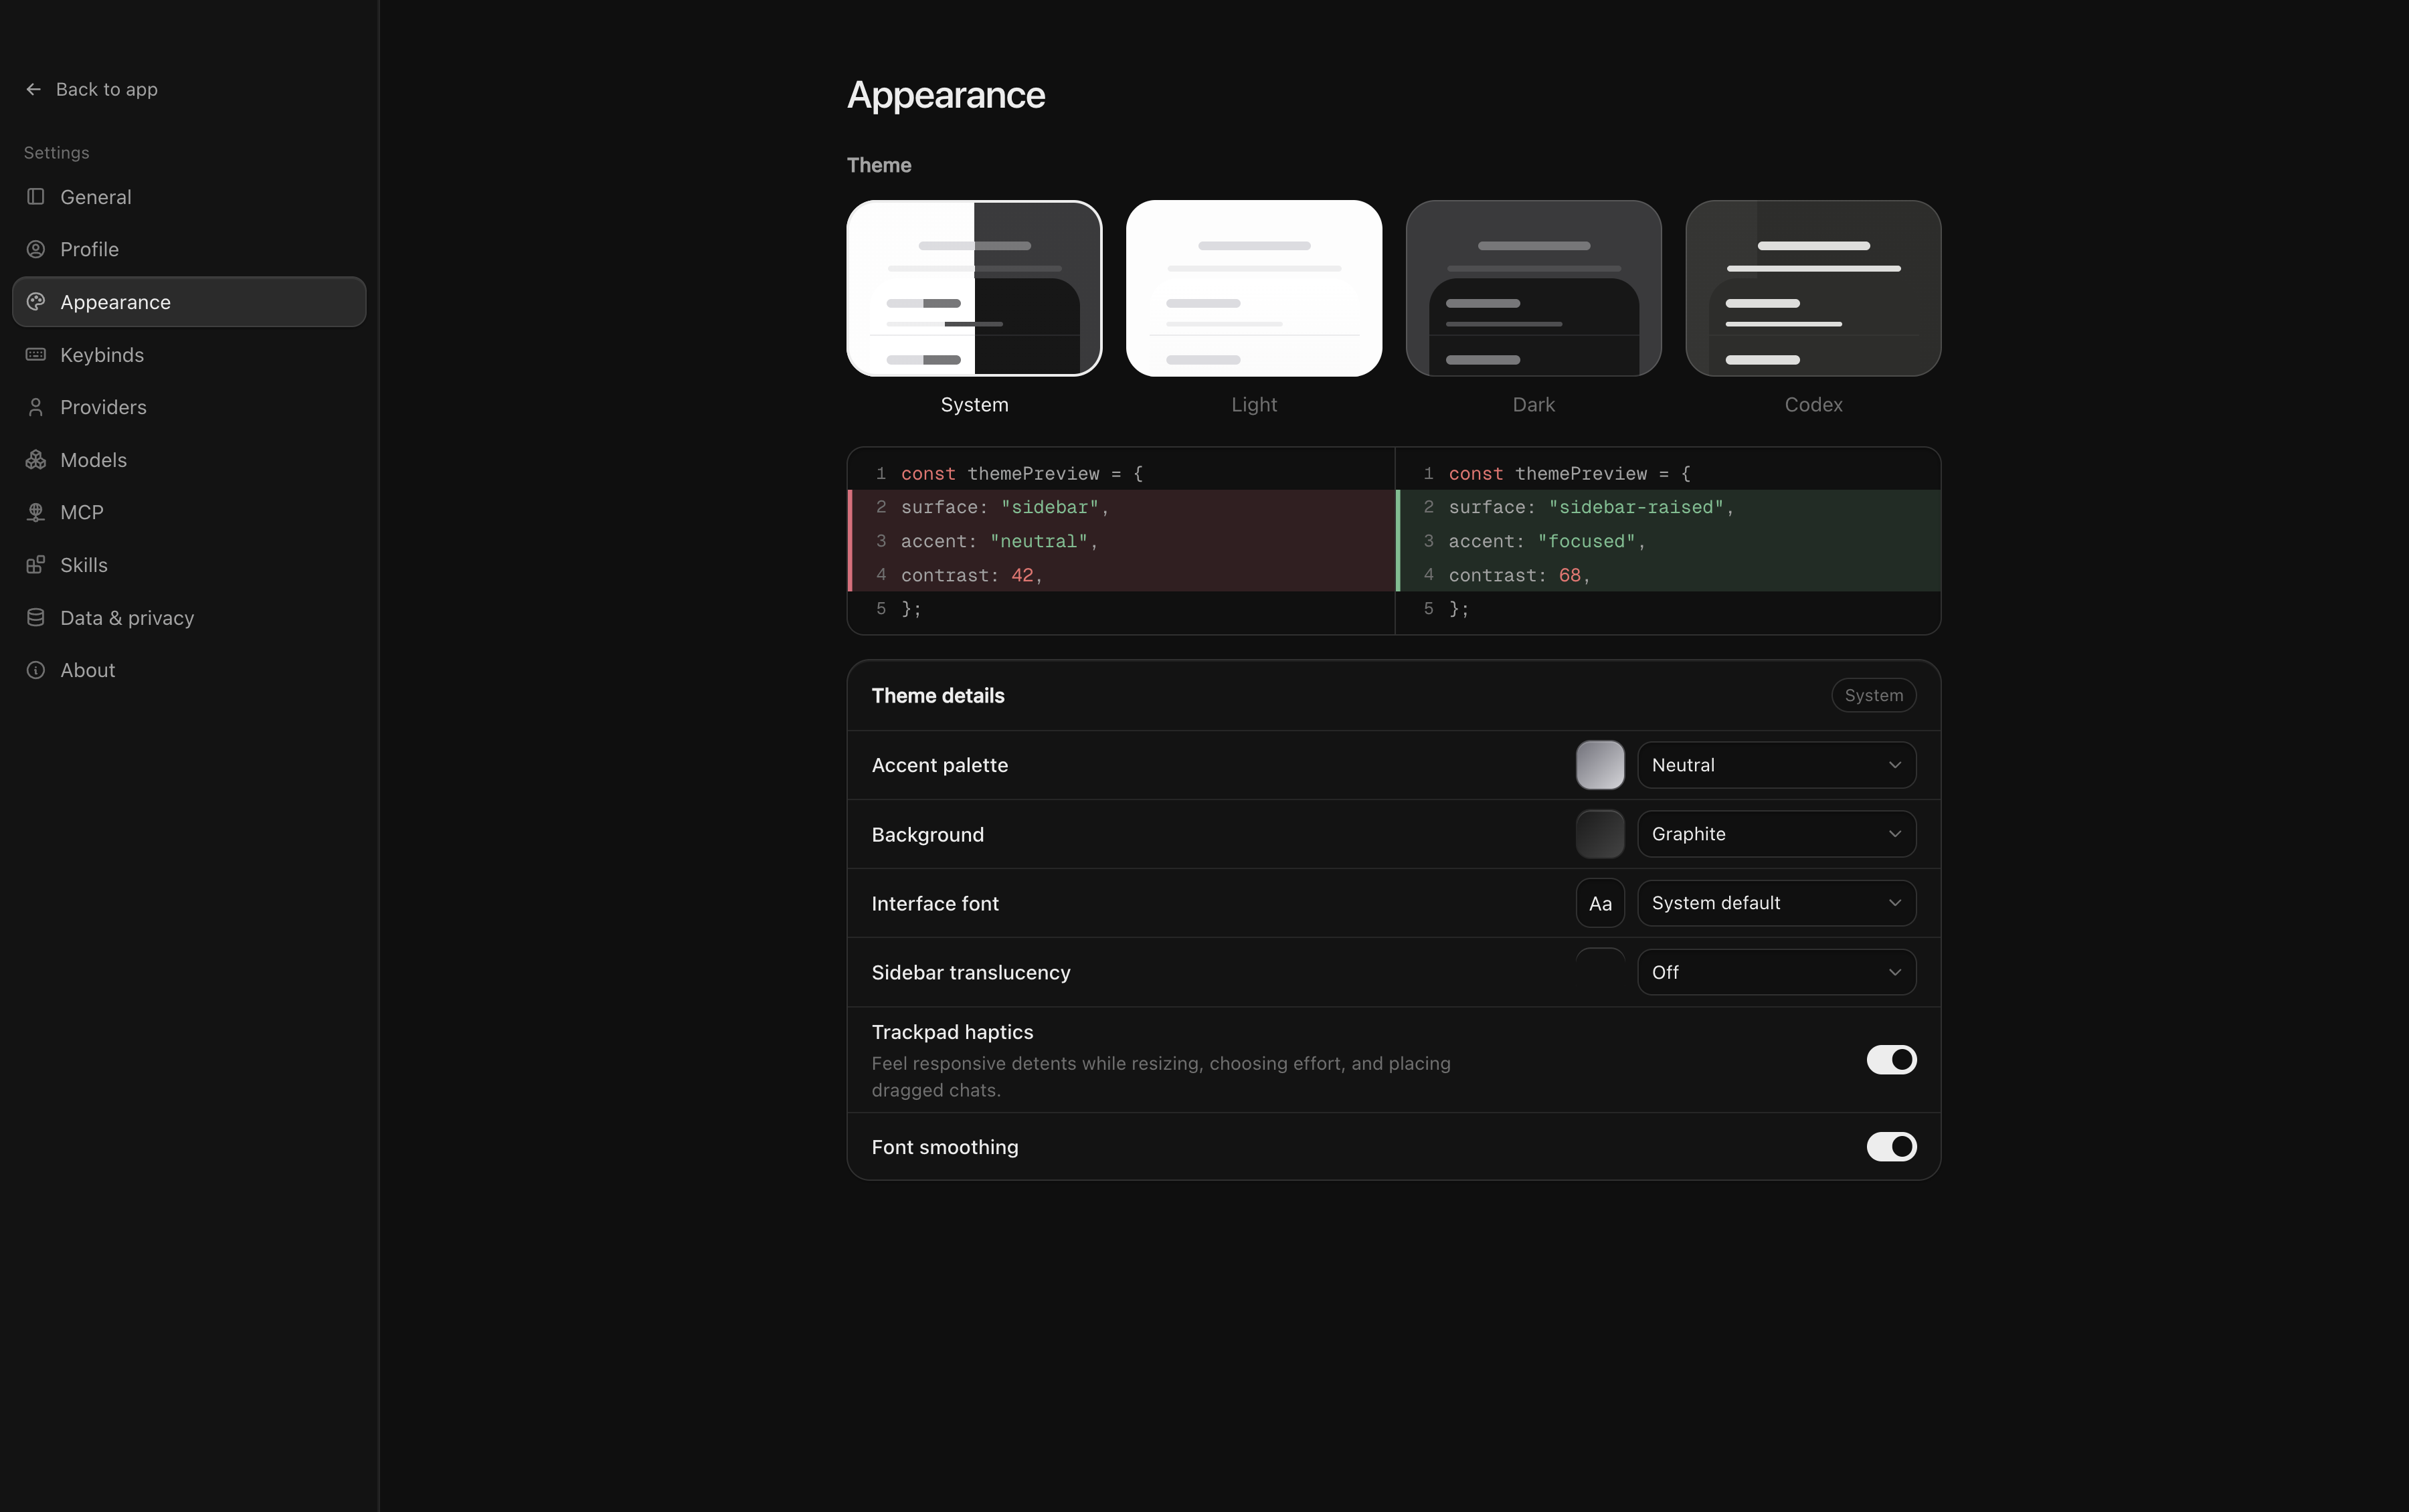 Back to app
Settings
General
Profile
Appearance
Keybinds
Providers
Models
MCP
Skills
Data & privacy
About
Appearance
Theme
System
Light
Dark
Codex
1 const themePreview = {
2 surface: "sidebar",
3 accent: "neutral",
4 contrast: 42,
5 };
1 const themePreview = {
2 surface: "sidebar-raised",
3 accent: "focused",
4 contrast: 68,
5 };
Theme details
System
Accent palette
Neutral
Background
Graphite
Interface font
Aa
System default
Sidebar translucency
Off
Trackpad haptics
Feel responsive detents while resizing, choosing effort, and placing
dragged chats.
Font smoothing